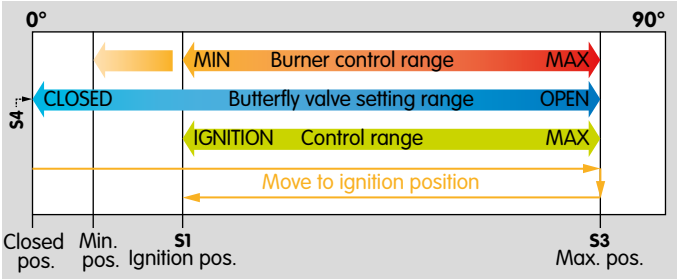 0° 90°
MIN Burner control range MAX
CLOSED Butterfly valve setting range OPEN
S4
IGNITION Control range MAX
Move to ignition position
Closed pos.
Min. pos.
S1
Ignition pos.
S3
Max. pos.